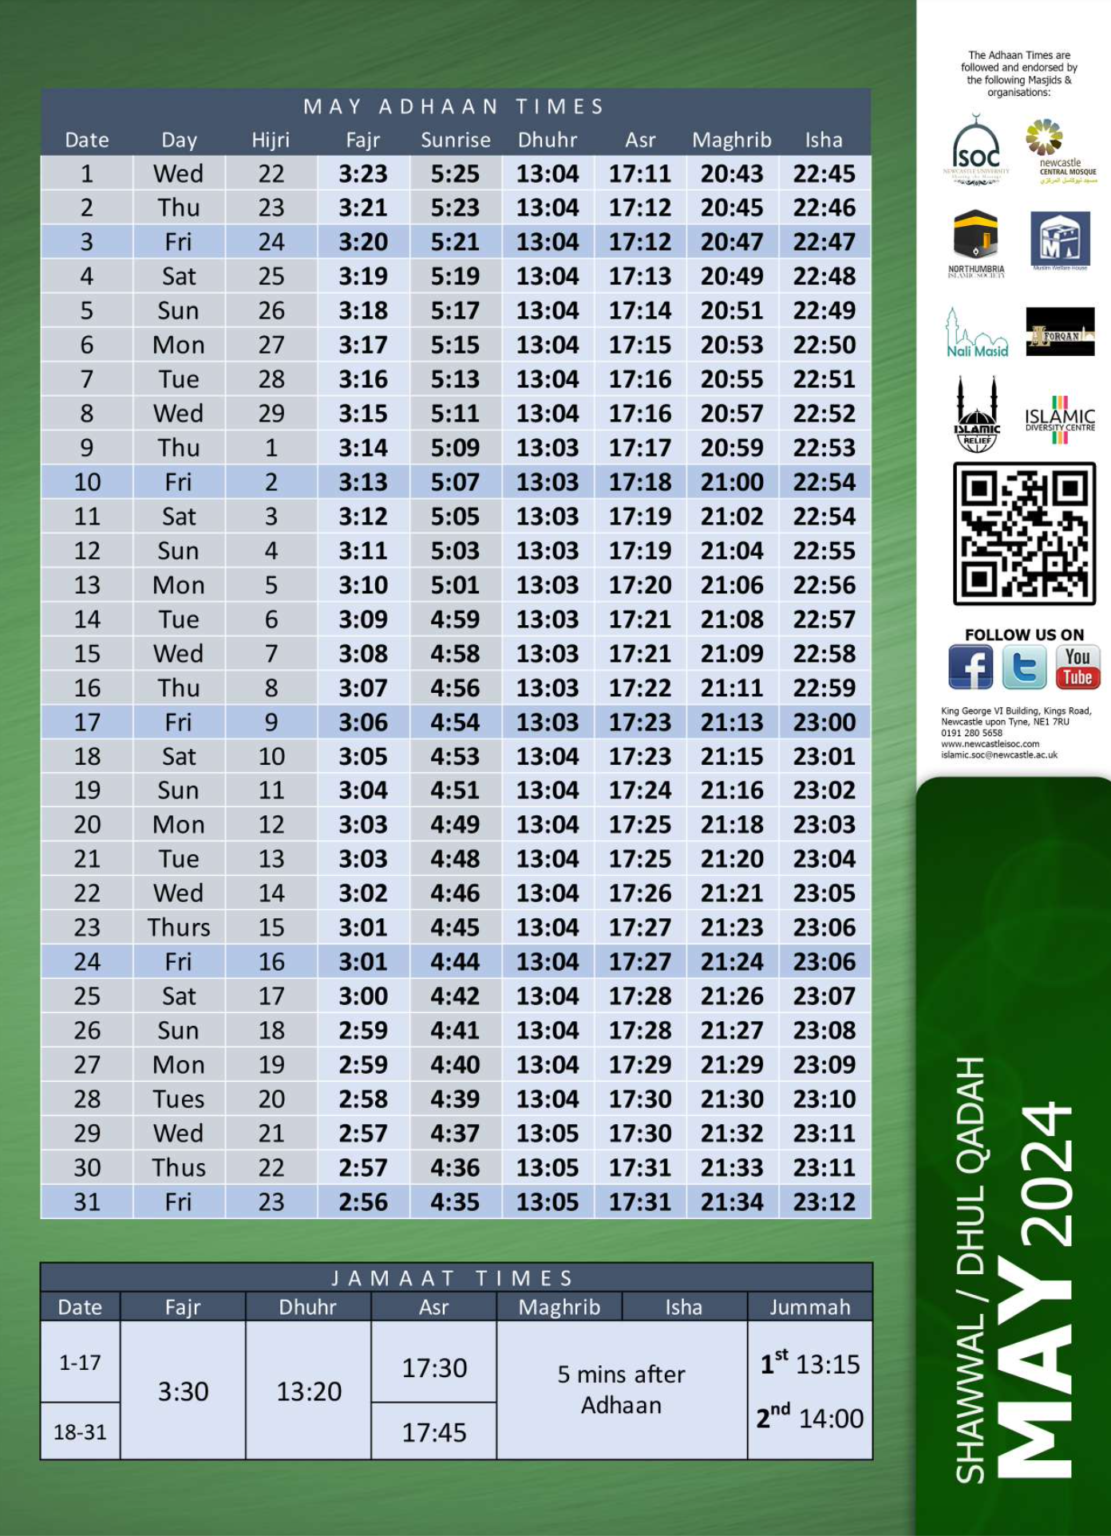 The Adhaan Times are
followed and endorsed by
the following Masjids &
organisations:
MAY ADHAAN TIMES
Date Day Hijri Fajr Sunrise Dhuhr Asr Maghrib Isha
1 Wed 22 3:23 5:25 13:04 17:11 20:43 22:45
2 Thu 23 3:21 5:23 13:04 17:12 20:45 22:46
3 Fri 24 3:20 5:21 13:04 17:12 20:47 22:47
4 Sat 25 3:19 5:19 13:04 17:13 20:49 22:48
5 Sun 26 3:18 5:17 13:04 17:14 20:51 22:49
6 Mon 27 3:17 5:15 13:04 17:15 20:53 22:50
7 Tue 28 3:16 5:13 13:04 17:16 20:55 22:51
8 Wed 29 3:15 5:11 13:04 17:16 20:57 22:52
9 Thu 1 3:14 5:09 13:03 17:17 20:59 22:53
10 Fri 2 3:13 5:07 13:03 17:18 21:00 22:54
11 Sat 3 3:12 5:05 13:03 17:19 21:02 22:54
12 Sun 4 3:11 5:03 13:03 17:19 21:04 22:55
13 Mon 5 3:10 5:01 13:03 17:20 21:06 22:56
14 Tue 6 3:09 4:59 13:03 17:21 21:08 22:57
15 Wed 7 3:08 4:58 13:03 17:21 21:09 22:58
16 Thu 8 3:07 4:56 13:03 17:22 21:11 22:59
17 Fri 9 3:06 4:54 13:03 17:23 21:13 23:00
18 Sat 10 3:05 4:53 13:04 17:23 21:15 23:01
19 Sun 11 3:04 4:51 13:04 17:24 21:16 23:02
20 Mon 12 3:03 4:49 13:04 17:25 21:18 23:03
21 Tue 13 3:03 4:48 13:04 17:25 21:20 23:04
22 Wed 14 3:02 4:46 13:04 17:26 21:21 23:05
23 Thurs 15 3:01 4:45 13:04 17:27 21:23 23:06
24 Fri 16 3:01 4:44 13:04 17:27 21:24 23:06
25 Sat 17 3:00 4:42 13:04 17:28 21:26 23:07
26 Sun 18 2:59 4:41 13:04 17:28 21:27 23:08
27 Mon 19 2:59 4:40 13:04 17:29 21:29 23:09
28 Tues 20 2:58 4:39 13:04 17:30 21:30 23:10
29 Wed 21 2:57 4:37 13:05 17:30 21:32 23:11
30 Thus 22 2:57 4:36 13:05 17:31 21:33 23:11
31 Fri 23 2:56 4:35 13:05 17:31 21:34 23:12
JAMAAT TIMES
Date Fajr Dhuhr Asr Maghrib Isha Jummah
1-17 3:30 13:20 17:30 5 mins after 1st 13:15
Adhaan
18-31 17:45 2nd 14:00
ISOC
NEWCASTLE UNIVERSITY
newcastle
CENTRAL MOSQUE
NORTHUMBRIA
ISLAMIC SOCIETY
M
Muslim Welfare House
Nali Masid
FORQAN
ISLAMIC
RELIEF
ISLAMIC
DIVERSITY CENTRE
FOLLOW US ON
f
t
You
Tube
King George VI Building, Kings Road,
Newcastle upon Tyne, NE1 7RU
0191 280 5658
www.newcastleisoc.com
islamic.soc@newcastle.ac.uk
SHAWWAL / DHUL QADAH
MAY 2024